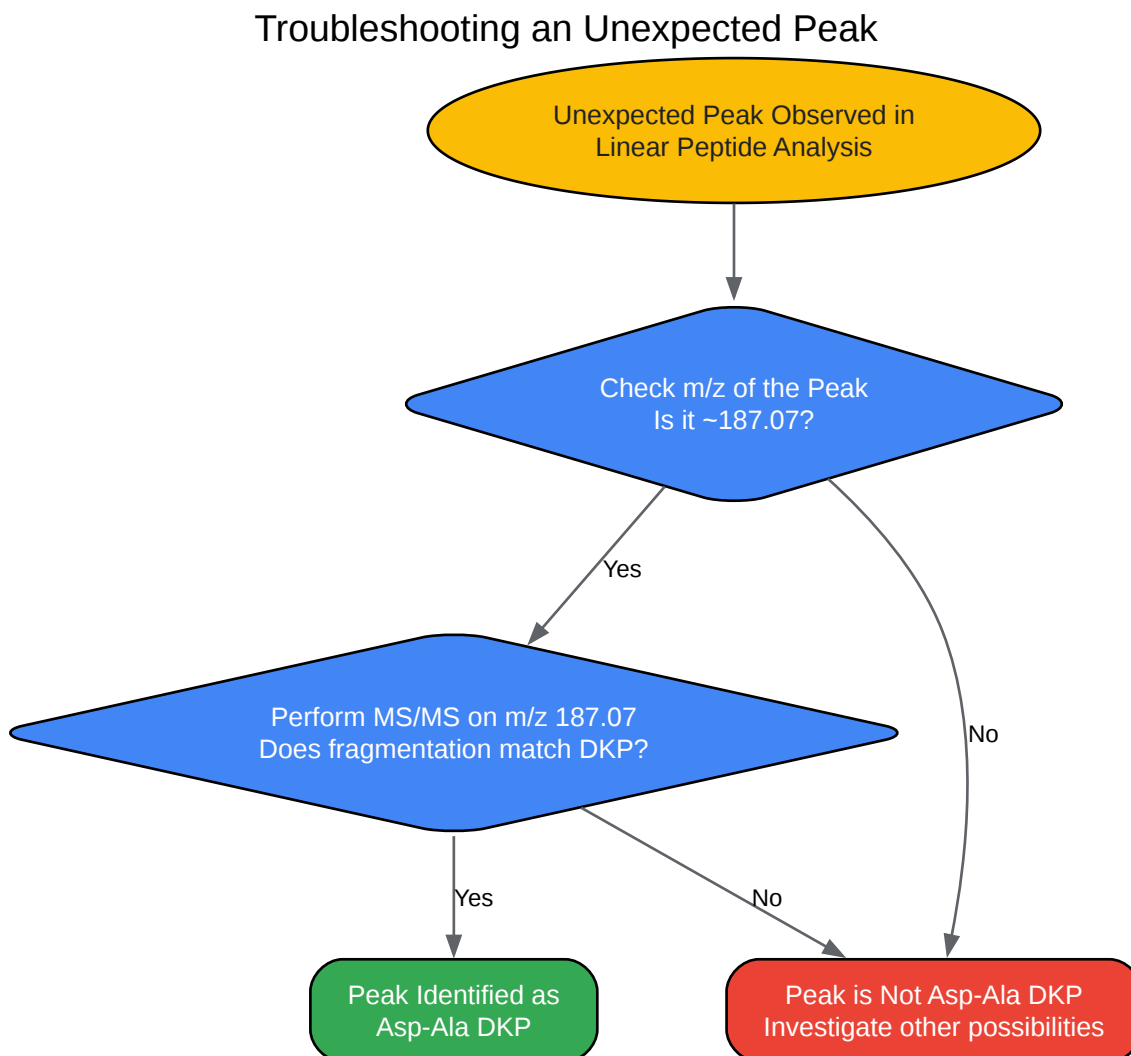 Troubleshooting an Unexpected Peak
Unexpected Peak Observed in
Linear Peptide Analysis
Check m/z of the Peak
Is it ~187.07?
Yes
No
Perform MS/MS on m/z 187.07
Does fragmentation match DKP?
Yes
No
Peak Identified as
Asp-Ala DKP
Peak is Not Asp-Ala DKP
Investigate other possibilities